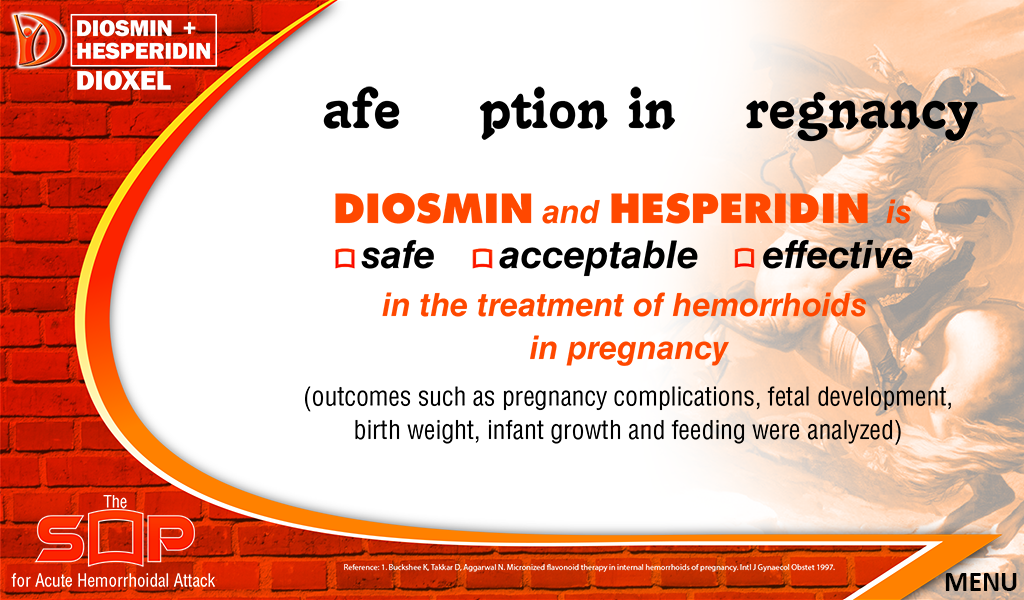 DIOSMIN +
HESPERIDIN
DIOXEL
afe ption in regnancy
DIOSMIN and HESPERIDIN is
safe acceptable effective
in the treatment of hemorrhoids
in pregnancy
(outcomes such as pregnancy complications, fetal development,
birth weight, infant growth and feeding were analyzed)
The
SOP
for Acute Hemorrhoidal Attack
Reference: 1. Buckshee K, Takkar D, Aggarwal N. Micronized flavonoid therapy in internal hemorrhoids of pregnancy. Intl J Gynaecol Obstet 1997.
MENU